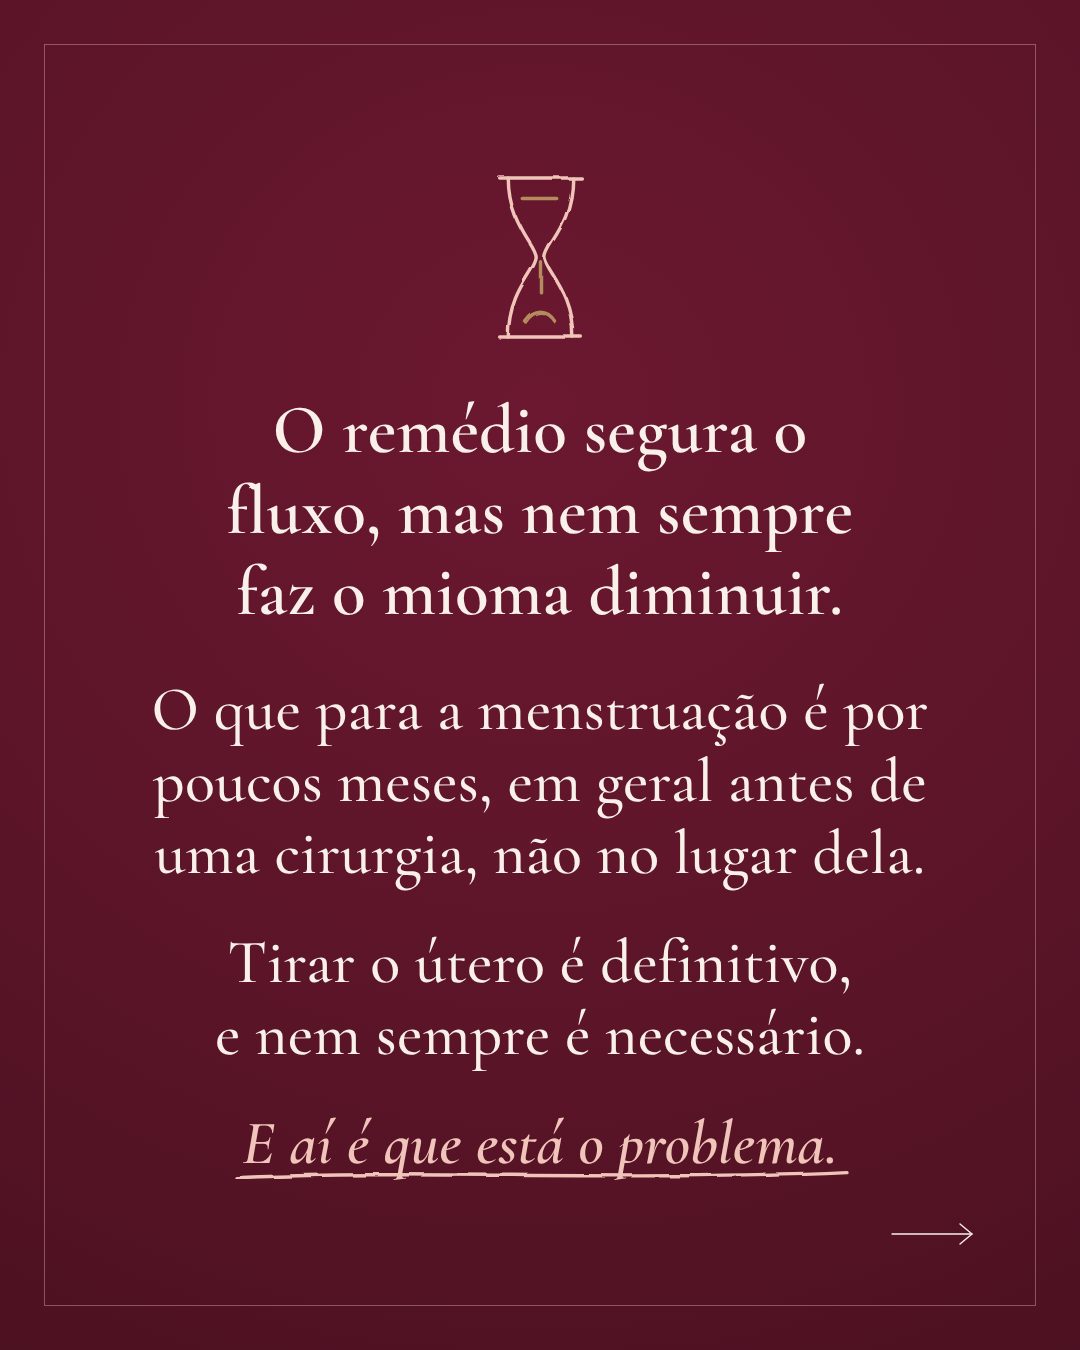 O remédio segura o
fluxo, mas nem sempre
faz o mioma diminuir.
O que para a menstruação é por
poucos meses, em geral antes de
uma cirurgia, não no lugar dela.
Tirar o útero é definitivo,
e nem sempre é necessário.
E aí é que está o problema.